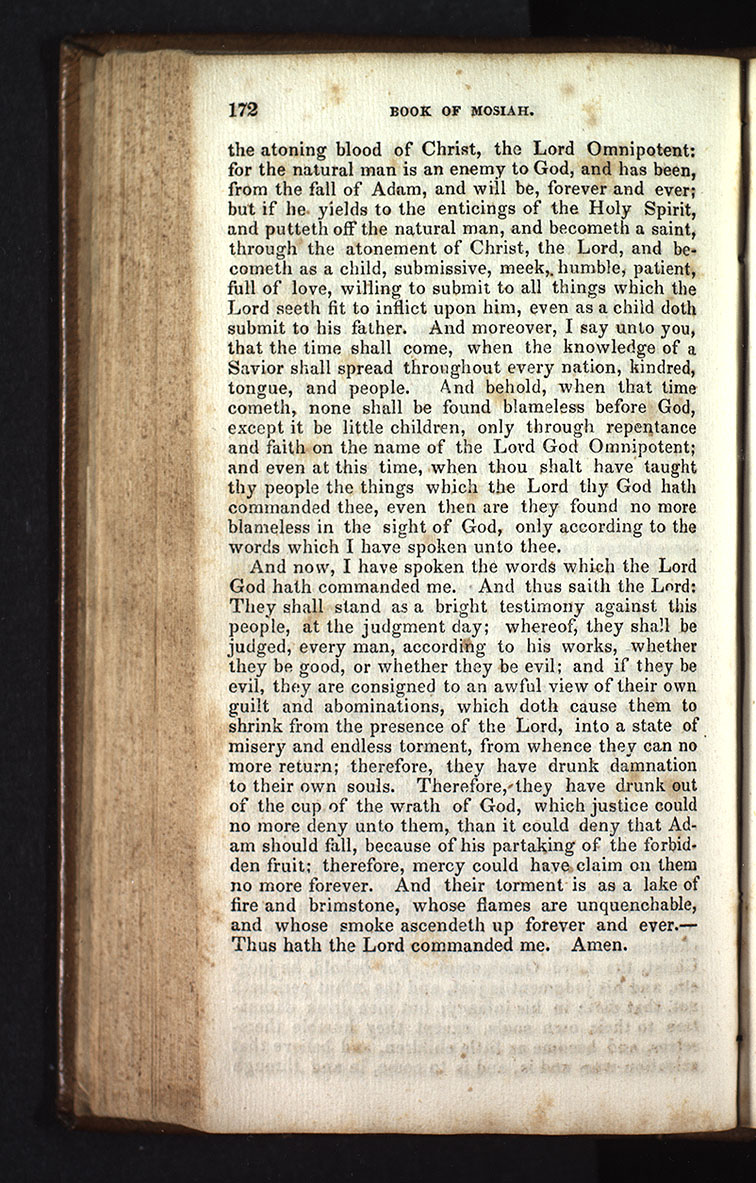 172 BOOK OF MOSIAH.
the atoning blood of Christ, the Lord Omnipotent:
for the natural man is an enemy to God, and has been,
from the fall of Adam, and will be, forever and ever;
but if he yields to the enticings of the Holy Spirit,
and putteth off the natural man, and becometh a saint,
through the atonement of Christ, the Lord, and be-
cometh as a child, submissive, meek, humble, patient,
full of love, willing to submit to all things which the
Lord seeth fit to inflict upon him, even as a child doth
submit to his father. And moreover, I say unto you,
that the time shall come, when the knowledge of a
Savior shall spread throughout every nation, kindred,
tongue, and people. And behold, when that time
cometh, none shall be found blameless before God,
except it be little children, only through repentance
and faith on the name of the Lord God Omnipotent;
and even at this time, when thou shalt have taught
thy people the things which the Lord thy God hath
commanded thee, even then are they found no more
blameless in the sight of God, only according to the
words which I have spoken unto thee.
And now, I have spoken the words which the Lord
God hath commanded me. And thus saith the Lord:
They shall stand as a bright testimony against this
people, at the judgment day; whereof, they shall be
judged, every man, according to his works, whether
they be good, or whether they be evil; and if they be
evil, they are consigned to an awful view of their own
guilt and abominations, which doth cause them to
shrink from the presence of the Lord, into a state of
misery and endless torment, from whence they can no
more return; therefore, they have drunk damnation
to their own souls. Therefore, they have drunk out
of the cup of the wrath of God, which justice could
no more deny unto them, than it could deny that Ad-
am should fall, because of his partaking of the forbid-
den fruit; therefore, mercy could have claim on them
no more forever. And their torment is as a lake of
fire and brimstone, whose flames are unquenchable,
and whose smoke ascendeth up forever and ever.—
Thus hath the Lord commanded me. Amen.